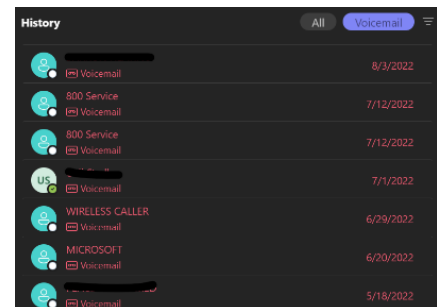 History
All
Voicemail
Voicemail
8/3/2022
800 Service
Voicemail
7/12/2022
800 Service
Voicemail
7/12/2022
US
Voicemail
7/1/2022
WIRELESS CALLER
Voicemail
6/29/2022
MICROSOFT
Voicemail
6/20/2022
Voicemail
5/18/2022